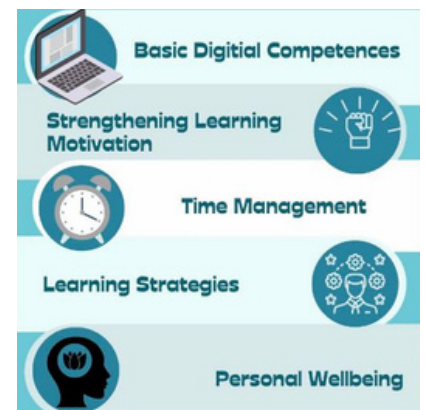 Basic Digitial Competences
Strengthening Learning
Motivation
Time Management
Learning Strategies
Personal Wellbeing